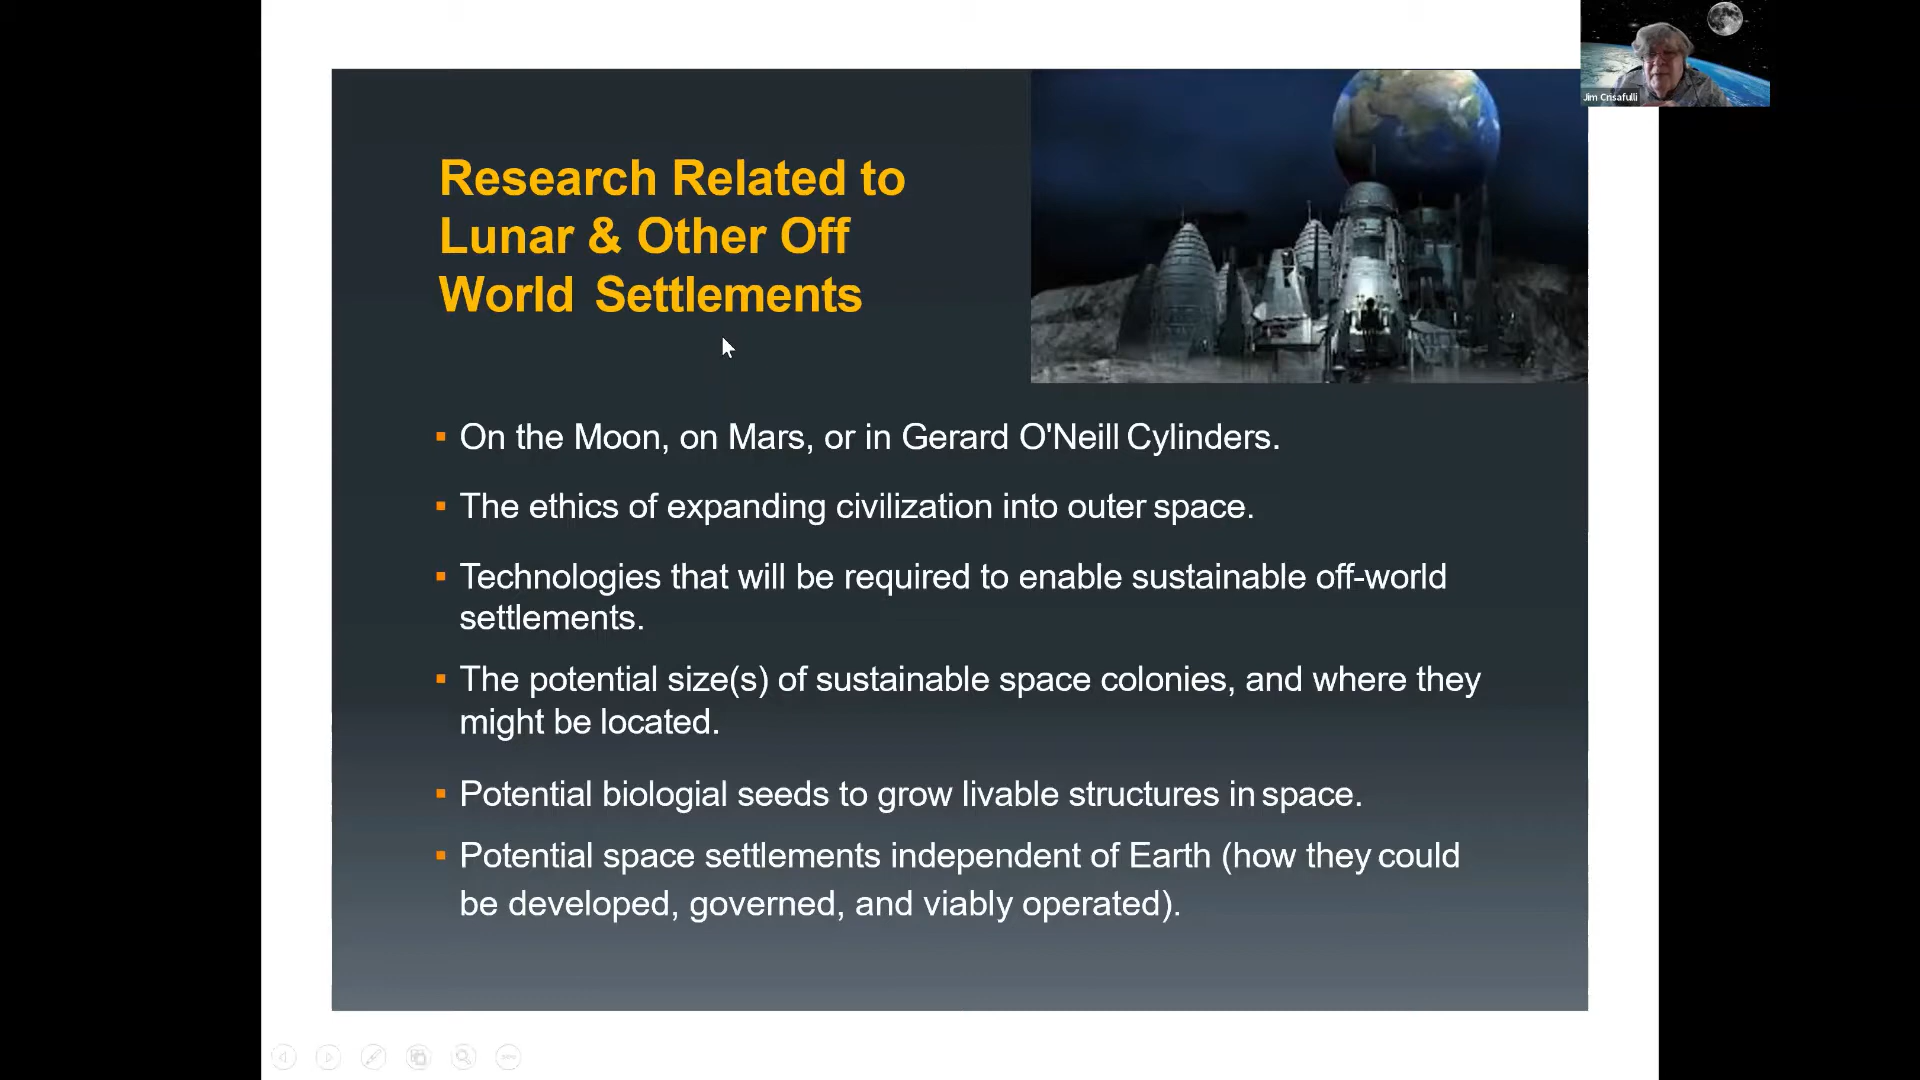 Jim Crisafulli
Research Related to
Lunar & Other Off
World Settlements
▪ On the Moon, on Mars, or in Gerard O'Neill Cylinders.
▪ The ethics of expanding civilization into outer space.
▪ Technologies that will be required to enable sustainable off-world
settlements.
▪ The potential size(s) of sustainable space colonies, and where they
might be located.
▪ Potential biologial seeds to grow livable structures in space.
▪ Potential space settlements independent of Earth (how they could
be developed, governed, and viably operated).